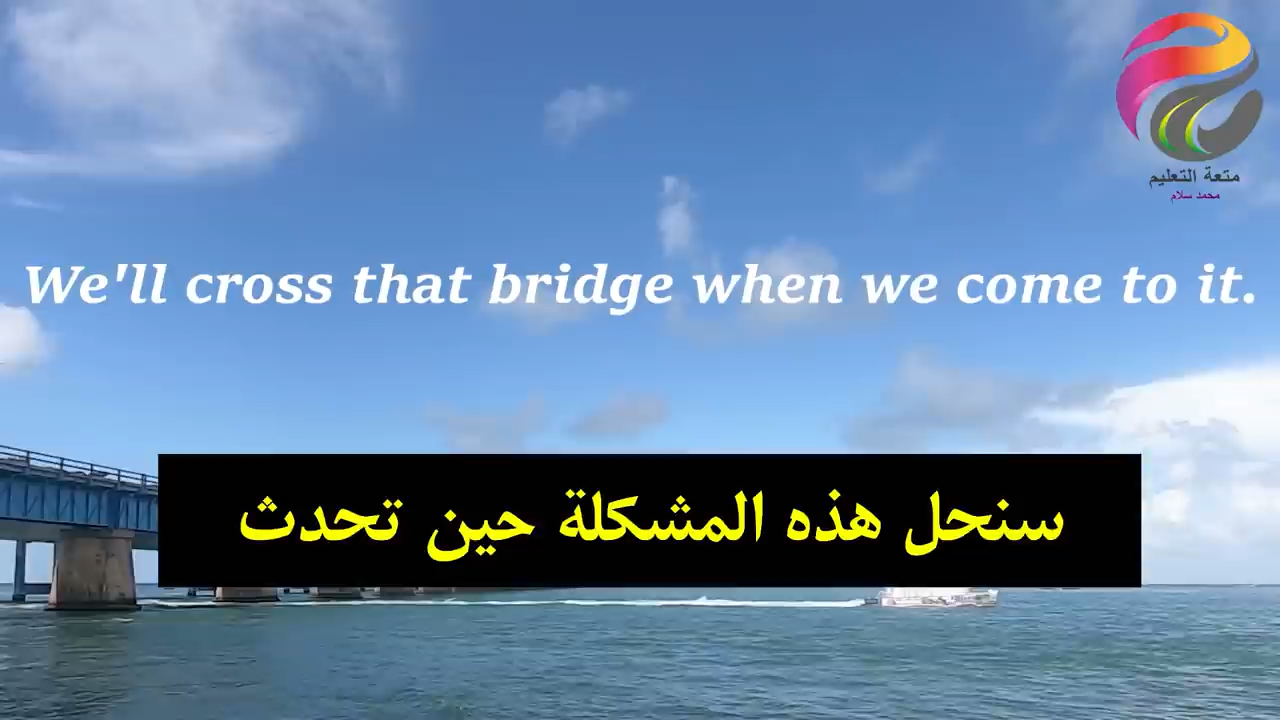 متعة التعليم
محمد سلام
We'll cross that bridge when we come to it.
سنحل هذه المشكلة حين تحدث